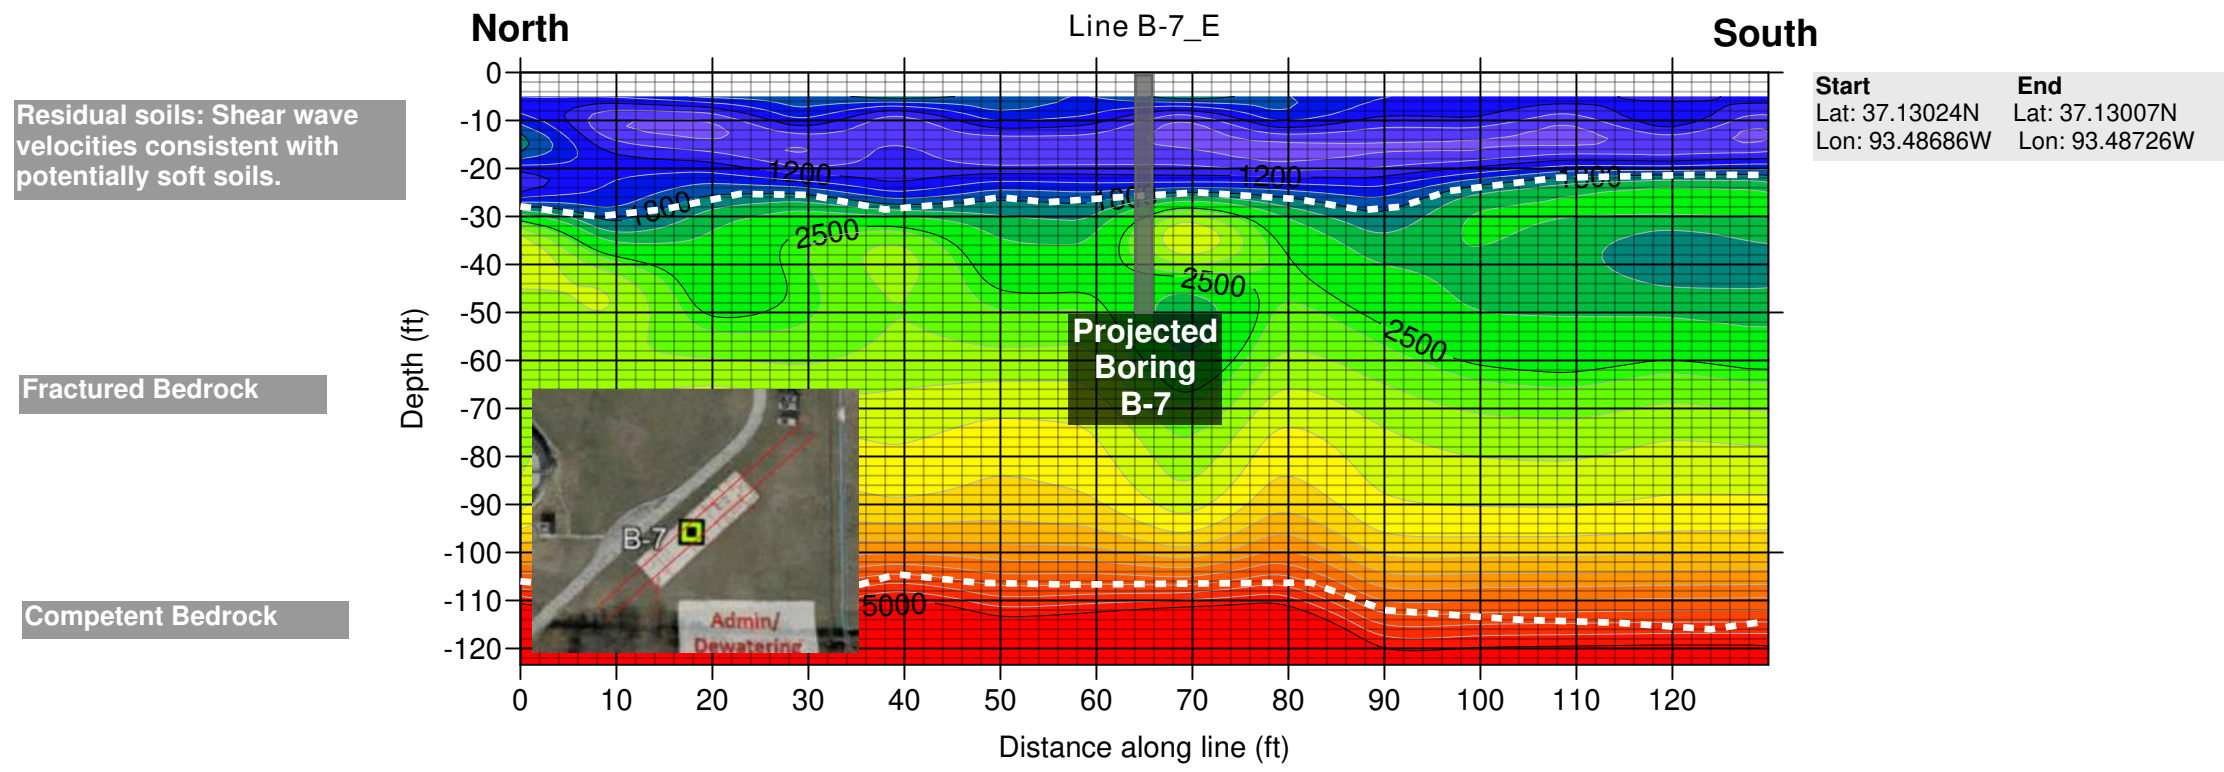 North
Line B-7_E
South
Start End
Lat: 37.13024N Lat: 37.13007N
Lon: 93.48686W Lon: 93.48726W
Residual soils: Shear wave
velocities consistent with
potentially soft soils.
Fractured Bedrock
Competent Bedrock
Depth (ft)
0
-10
-20
-30
-40
-50
-60
-70
-80
-90
-100
-110
-120
1200
1200
1800
2500
2500
2500
5000
Projected
Boring
B-7
B-7
Admin/
Dewatering
0 10 20 30 40 50 60 70 80 90 100 110 120
Distance along line (ft)